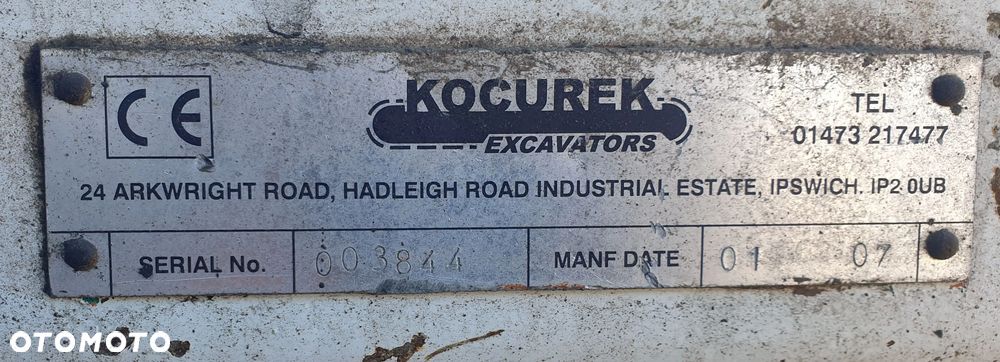 CE
KOCUREK
EXCAVATORS
TEL
01473 217477
24 ARKWRIGHT ROAD, HADLEIGH ROAD INDUSTRIAL ESTATE, IPSWICH. IP2 0UB
SERIAL No. 003844 MANF DATE 01 07
OTOMOTO